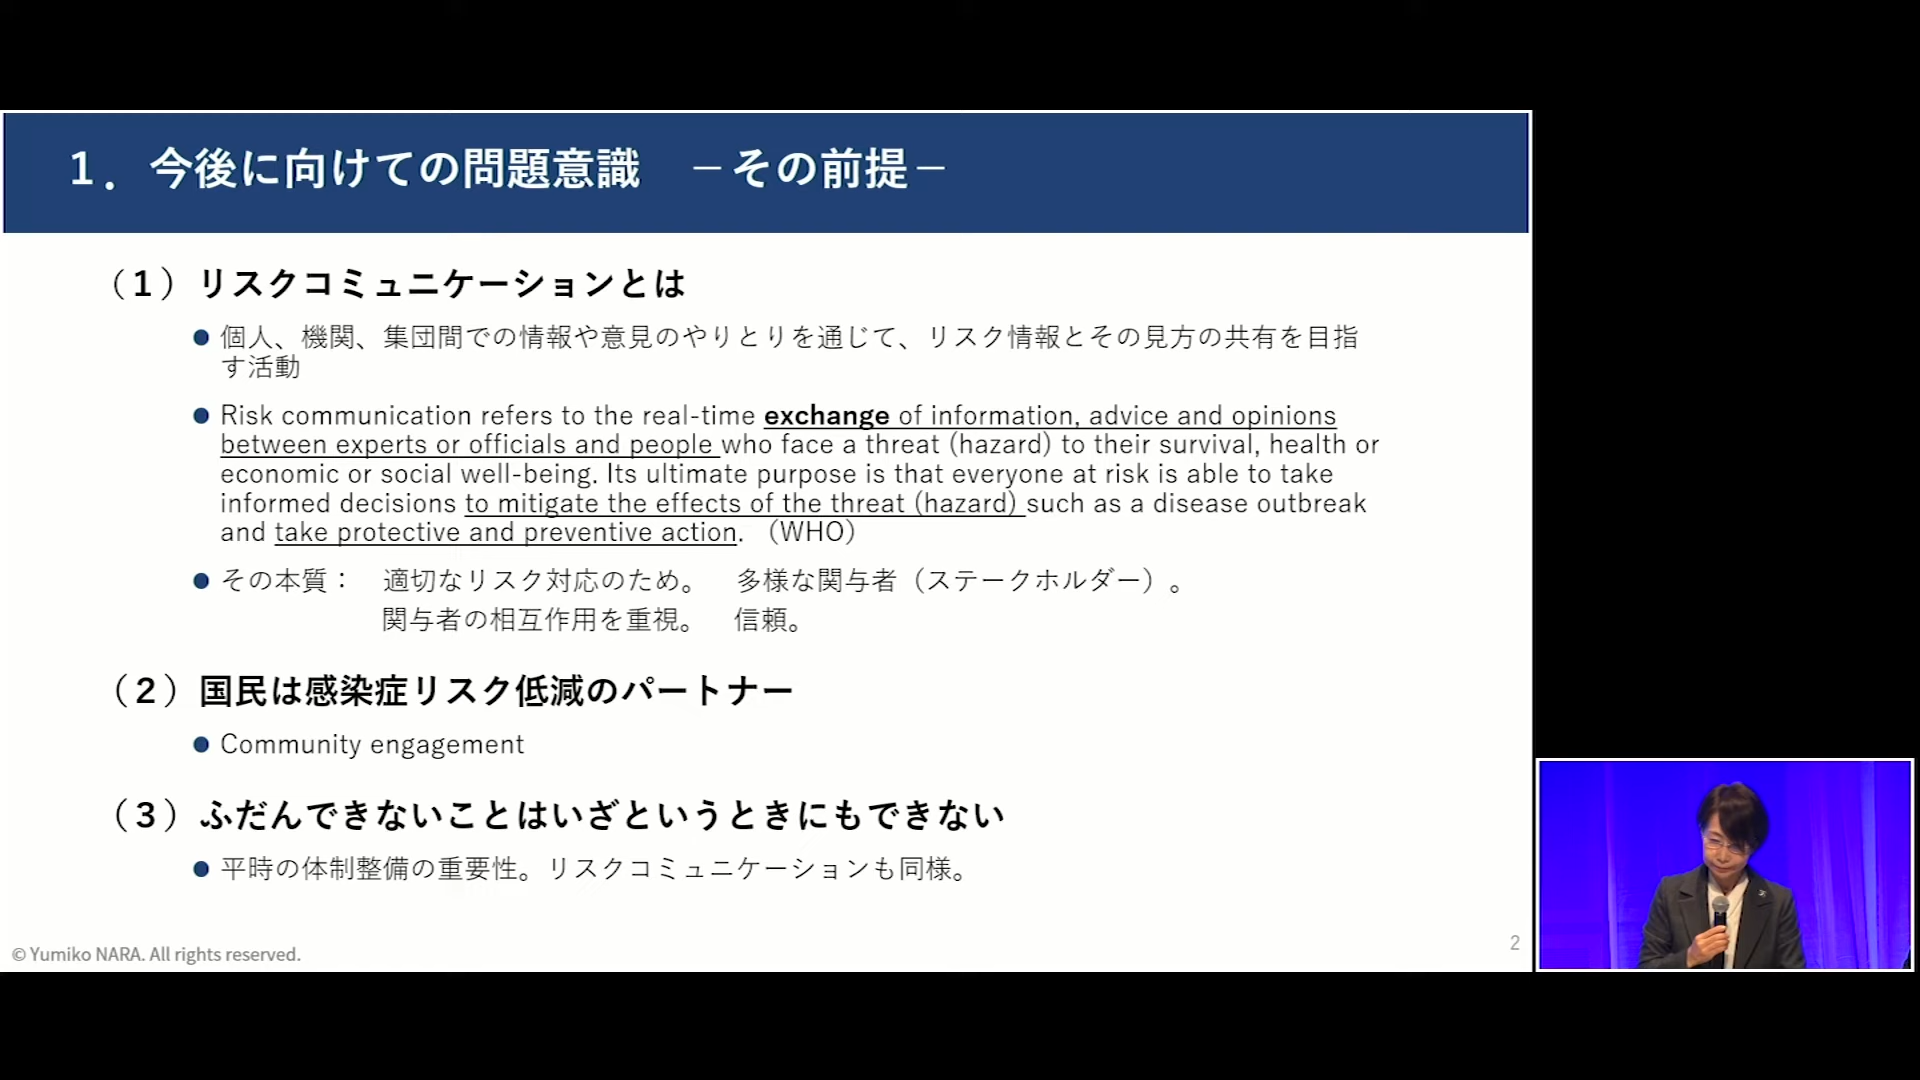 １．今後に向けての問題意識　－その前提－
（１）リスクコミュニケーションとは
● 個人、機関、集団間での情報や意見のやりとりを通じて、リスク情報とその見方の共有を目指
す活動
● Risk communication refers to the real-time exchange of information, advice and opinions
between experts or officials and people who face a threat (hazard) to their survival, health or
economic or social well-being. Its ultimate purpose is that everyone at risk is able to take
informed decisions to mitigate the effects of the threat (hazard) such as a disease outbreak
and take protective and preventive action. （WHO）
● その本質：　適切なリスク対応のため。　多様な関与者（ステークホルダー）。
関与者の相互作用を重視。　信頼。
（２）国民は感染症リスク低減のパートナー
● Community engagement
（３）ふだんできないことはいざというときにもできない
● 平時の体制整備の重要性。リスクコミュニケーションも同様。
© Yumiko NARA. All rights reserved.
2